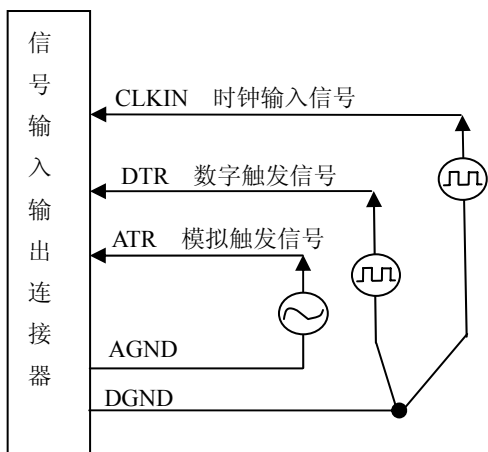 信号输入输出连接器
CLKIN 时钟输入信号
DTR 数字触发信号
ATR 模拟触发信号
AGND
DGND